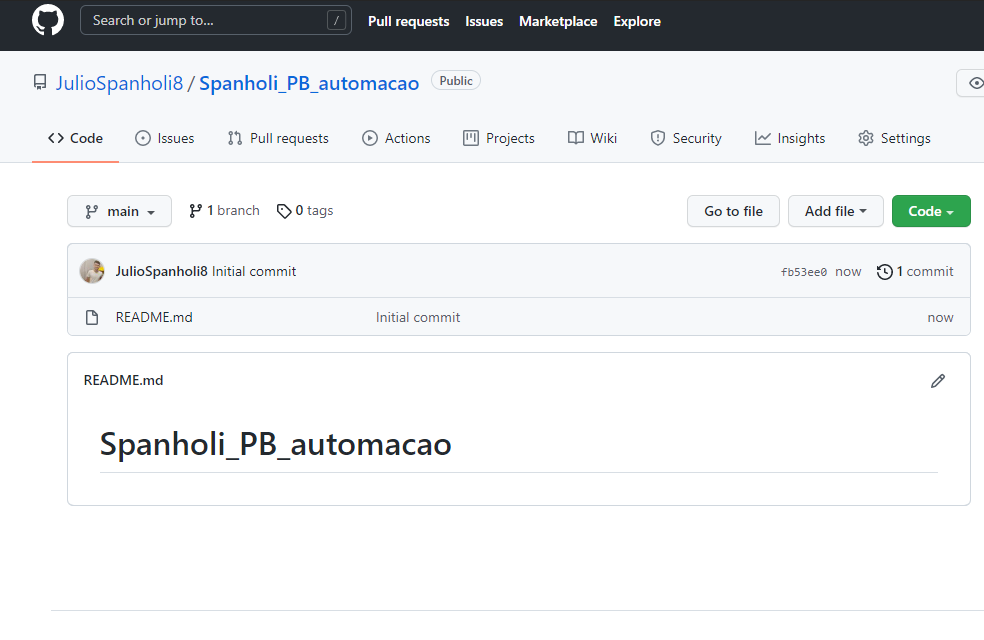 Search or jump to... /
Pull requests Issues Marketplace Explore
JulioSpanholi8 / Spanholi_PB_automacao Public
Code Issues Pull requests Actions Projects Wiki Security Insights Settings
main 1 branch 0 tags Go to file Add file Code
JulioSpanholi8 Initial commit fb53ee0 now 1 commit
README.md Initial commit now
README.md
Spanholi_PB_automacao